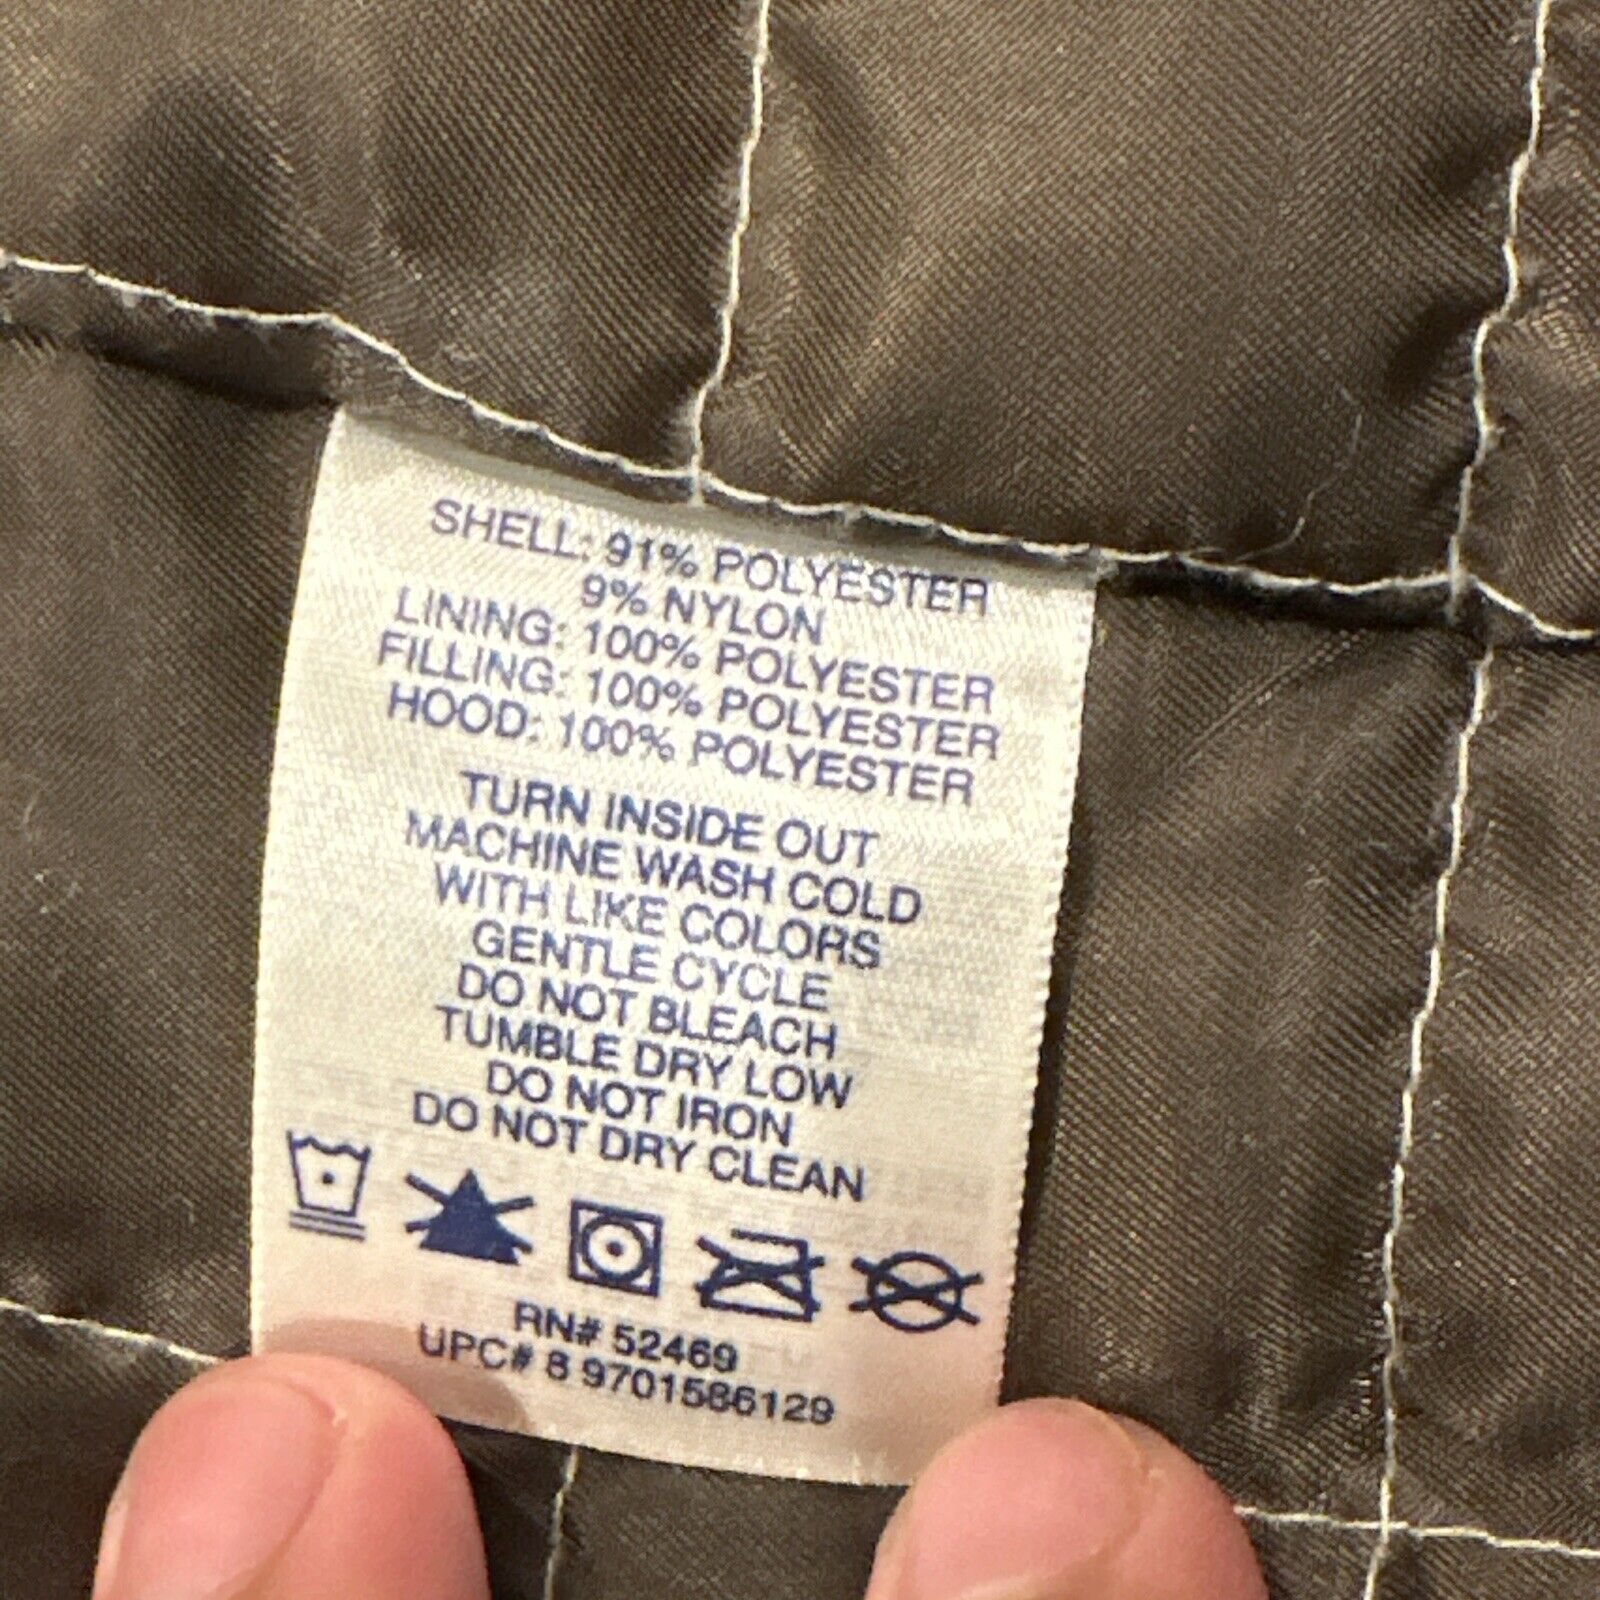 SHELL: 91% POLYESTER
9% NYLON
LINING: 100% POLYESTER
FILLING: 100% POLYESTER
HOOD: 100% POLYESTER
TURN INSIDE OUT
MACHINE WASH COLD
WITH LIKE COLORS
GENTLE CYCLE
DO NOT BLEACH
TUMBLE DRY LOW
DO NOT IRON
DO NOT DRY CLEAN
RN# 52469
UPC# 8 9701586129